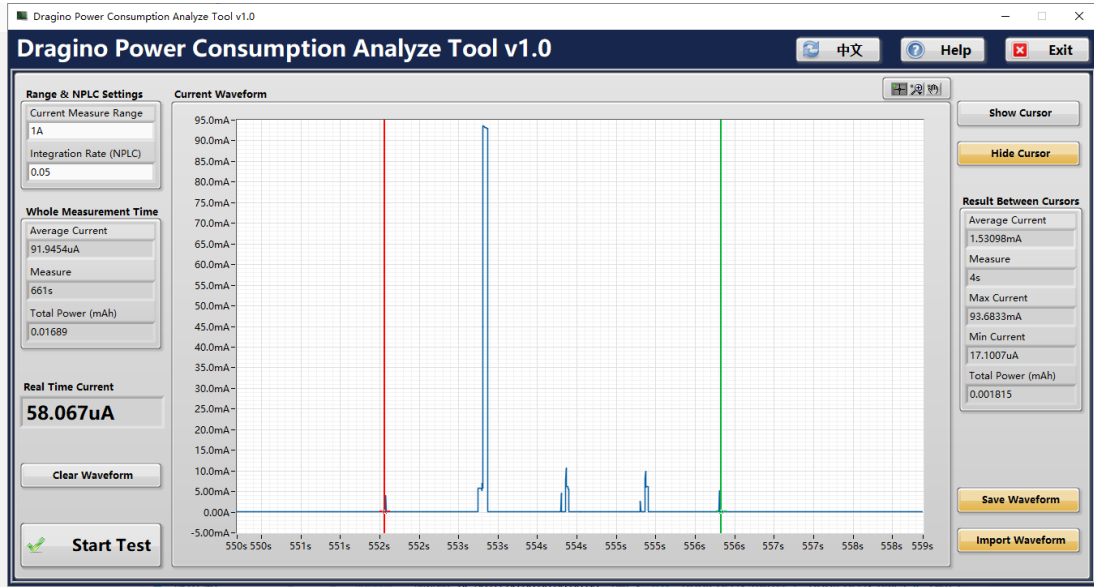 Dragino Power Consumption Analyze Tool v1.0
Dragino Power Consumption Analyze Tool v1.0
中文
Help
Exit
Range & NPLC Settings
Current Measure Range
1A
Integration Rate (NPLC)
0.05
Whole Measurement Time
Average Current
91.9454uA
Measure
661s
Total Power (mAh)
0.01689
Real Time Current
58.067uA
Clear Waveform
Start Test
Current Waveform
95.0mA
90.0mA
85.0mA
80.0mA
75.0mA
70.0mA
65.0mA
60.0mA
55.0mA
50.0mA
45.0mA
40.0mA
35.0mA
30.0mA
25.0mA
20.0mA
15.0mA
10.0mA
5.00mA
0.00A
-5.00mA
550s 550s 551s 551s 552s 552s 553s 553s 554s 554s 555s 555s 556s 556s 557s 557s 558s 558s 559s
Show Cursor
Hide Cursor
Result Between Cursors
Average Current
1.53098mA
Measure
4s
Max Current
93.6833mA
Min Current
17.1007uA
Total Power (mAh)
0.001815
Save Waveform
Import Waveform